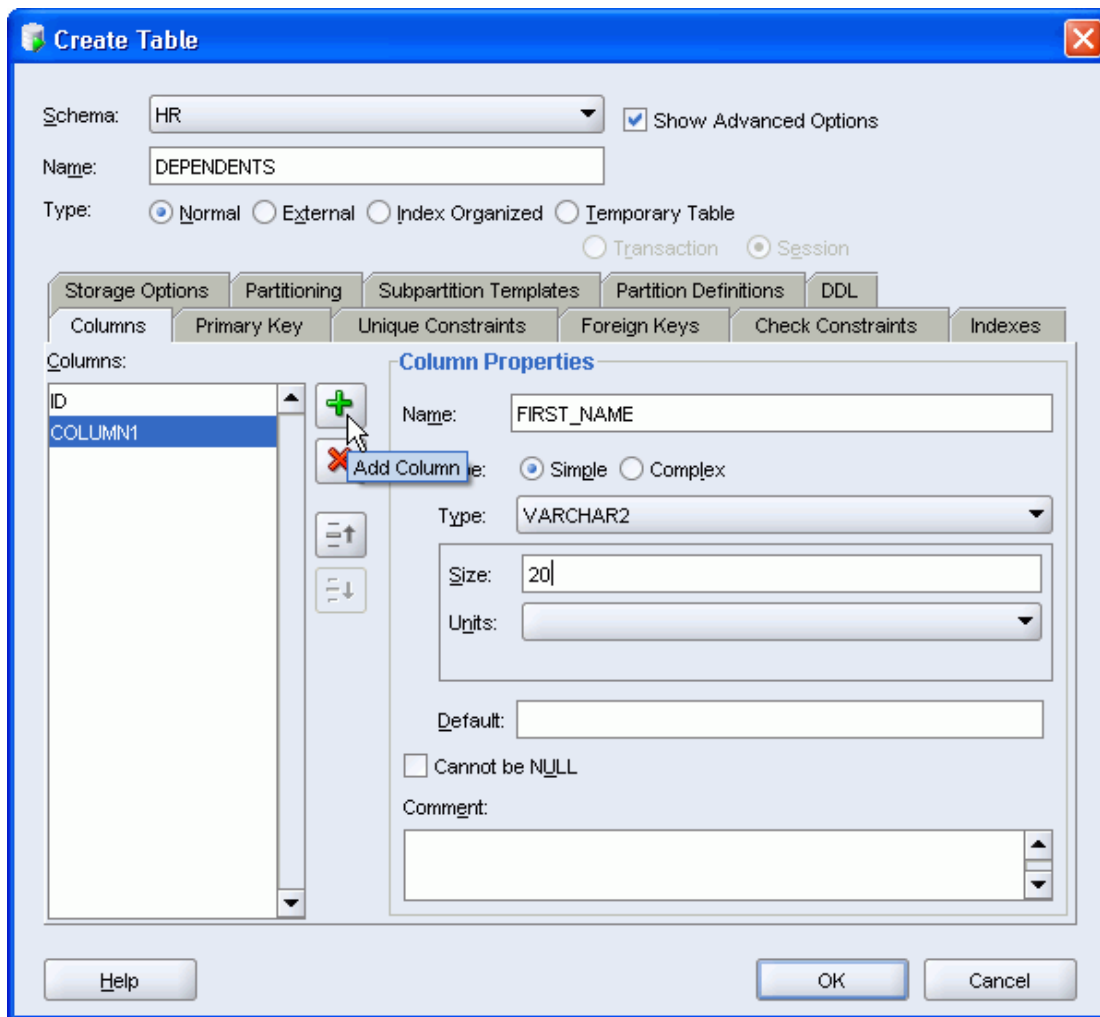 Create Table
Schema: HR Show Advanced Options
Name: DEPENDENTS
Type: Normal External Index Organized Temporary Table
Transaction Session
Storage Options Partitioning Subpartition Templates Partition Definitions DDL
Columns Primary Key Unique Constraints Foreign Keys Check Constraints Indexes
Columns: Column Properties
ID
Name: FIRST_NAME
COLUMN1
Add Column Simple Complex
Type: VARCHAR2
Size: 20
Units:
Default:
Cannot be NULL
Comment:
Help OK Cancel